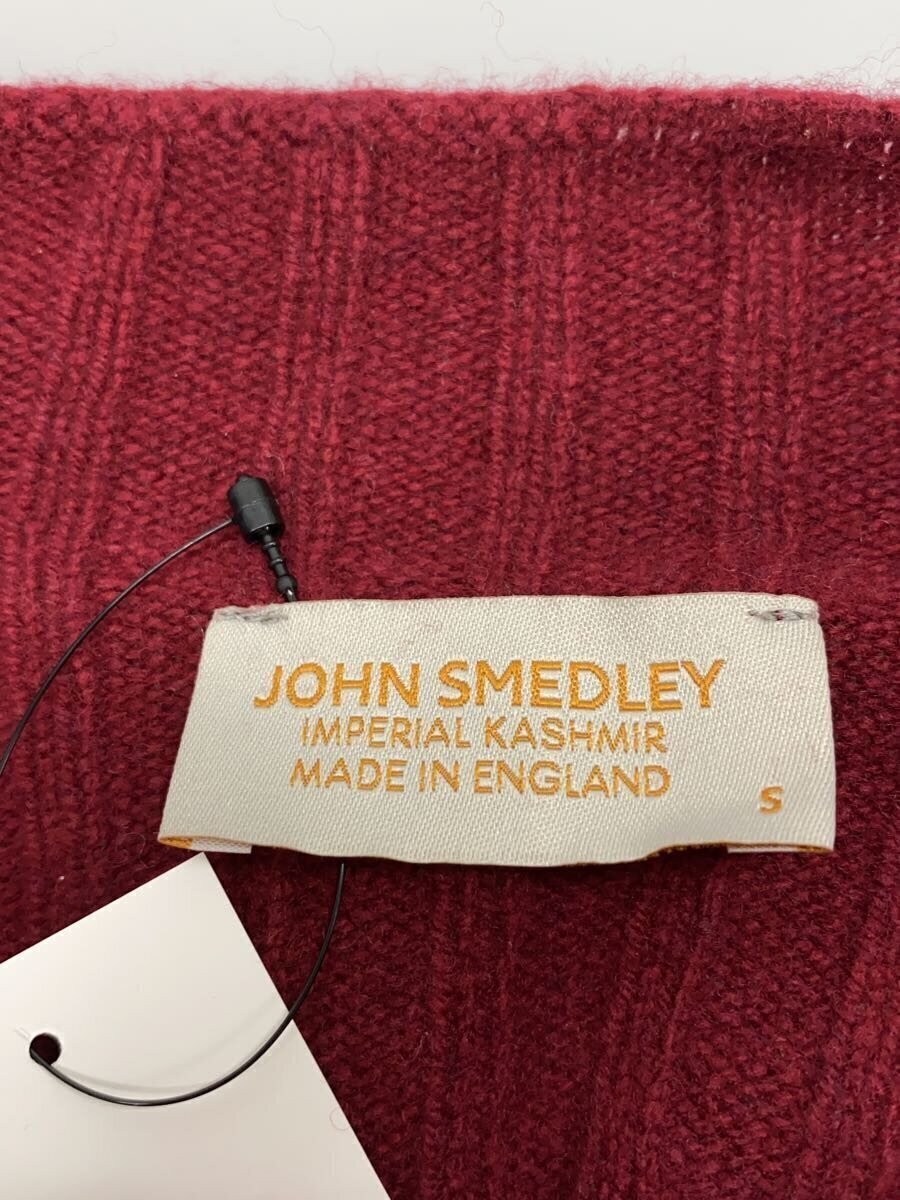 JOHN SMEDLEY
IMPERIAL KASHMIR
MADE IN ENGLAND
S